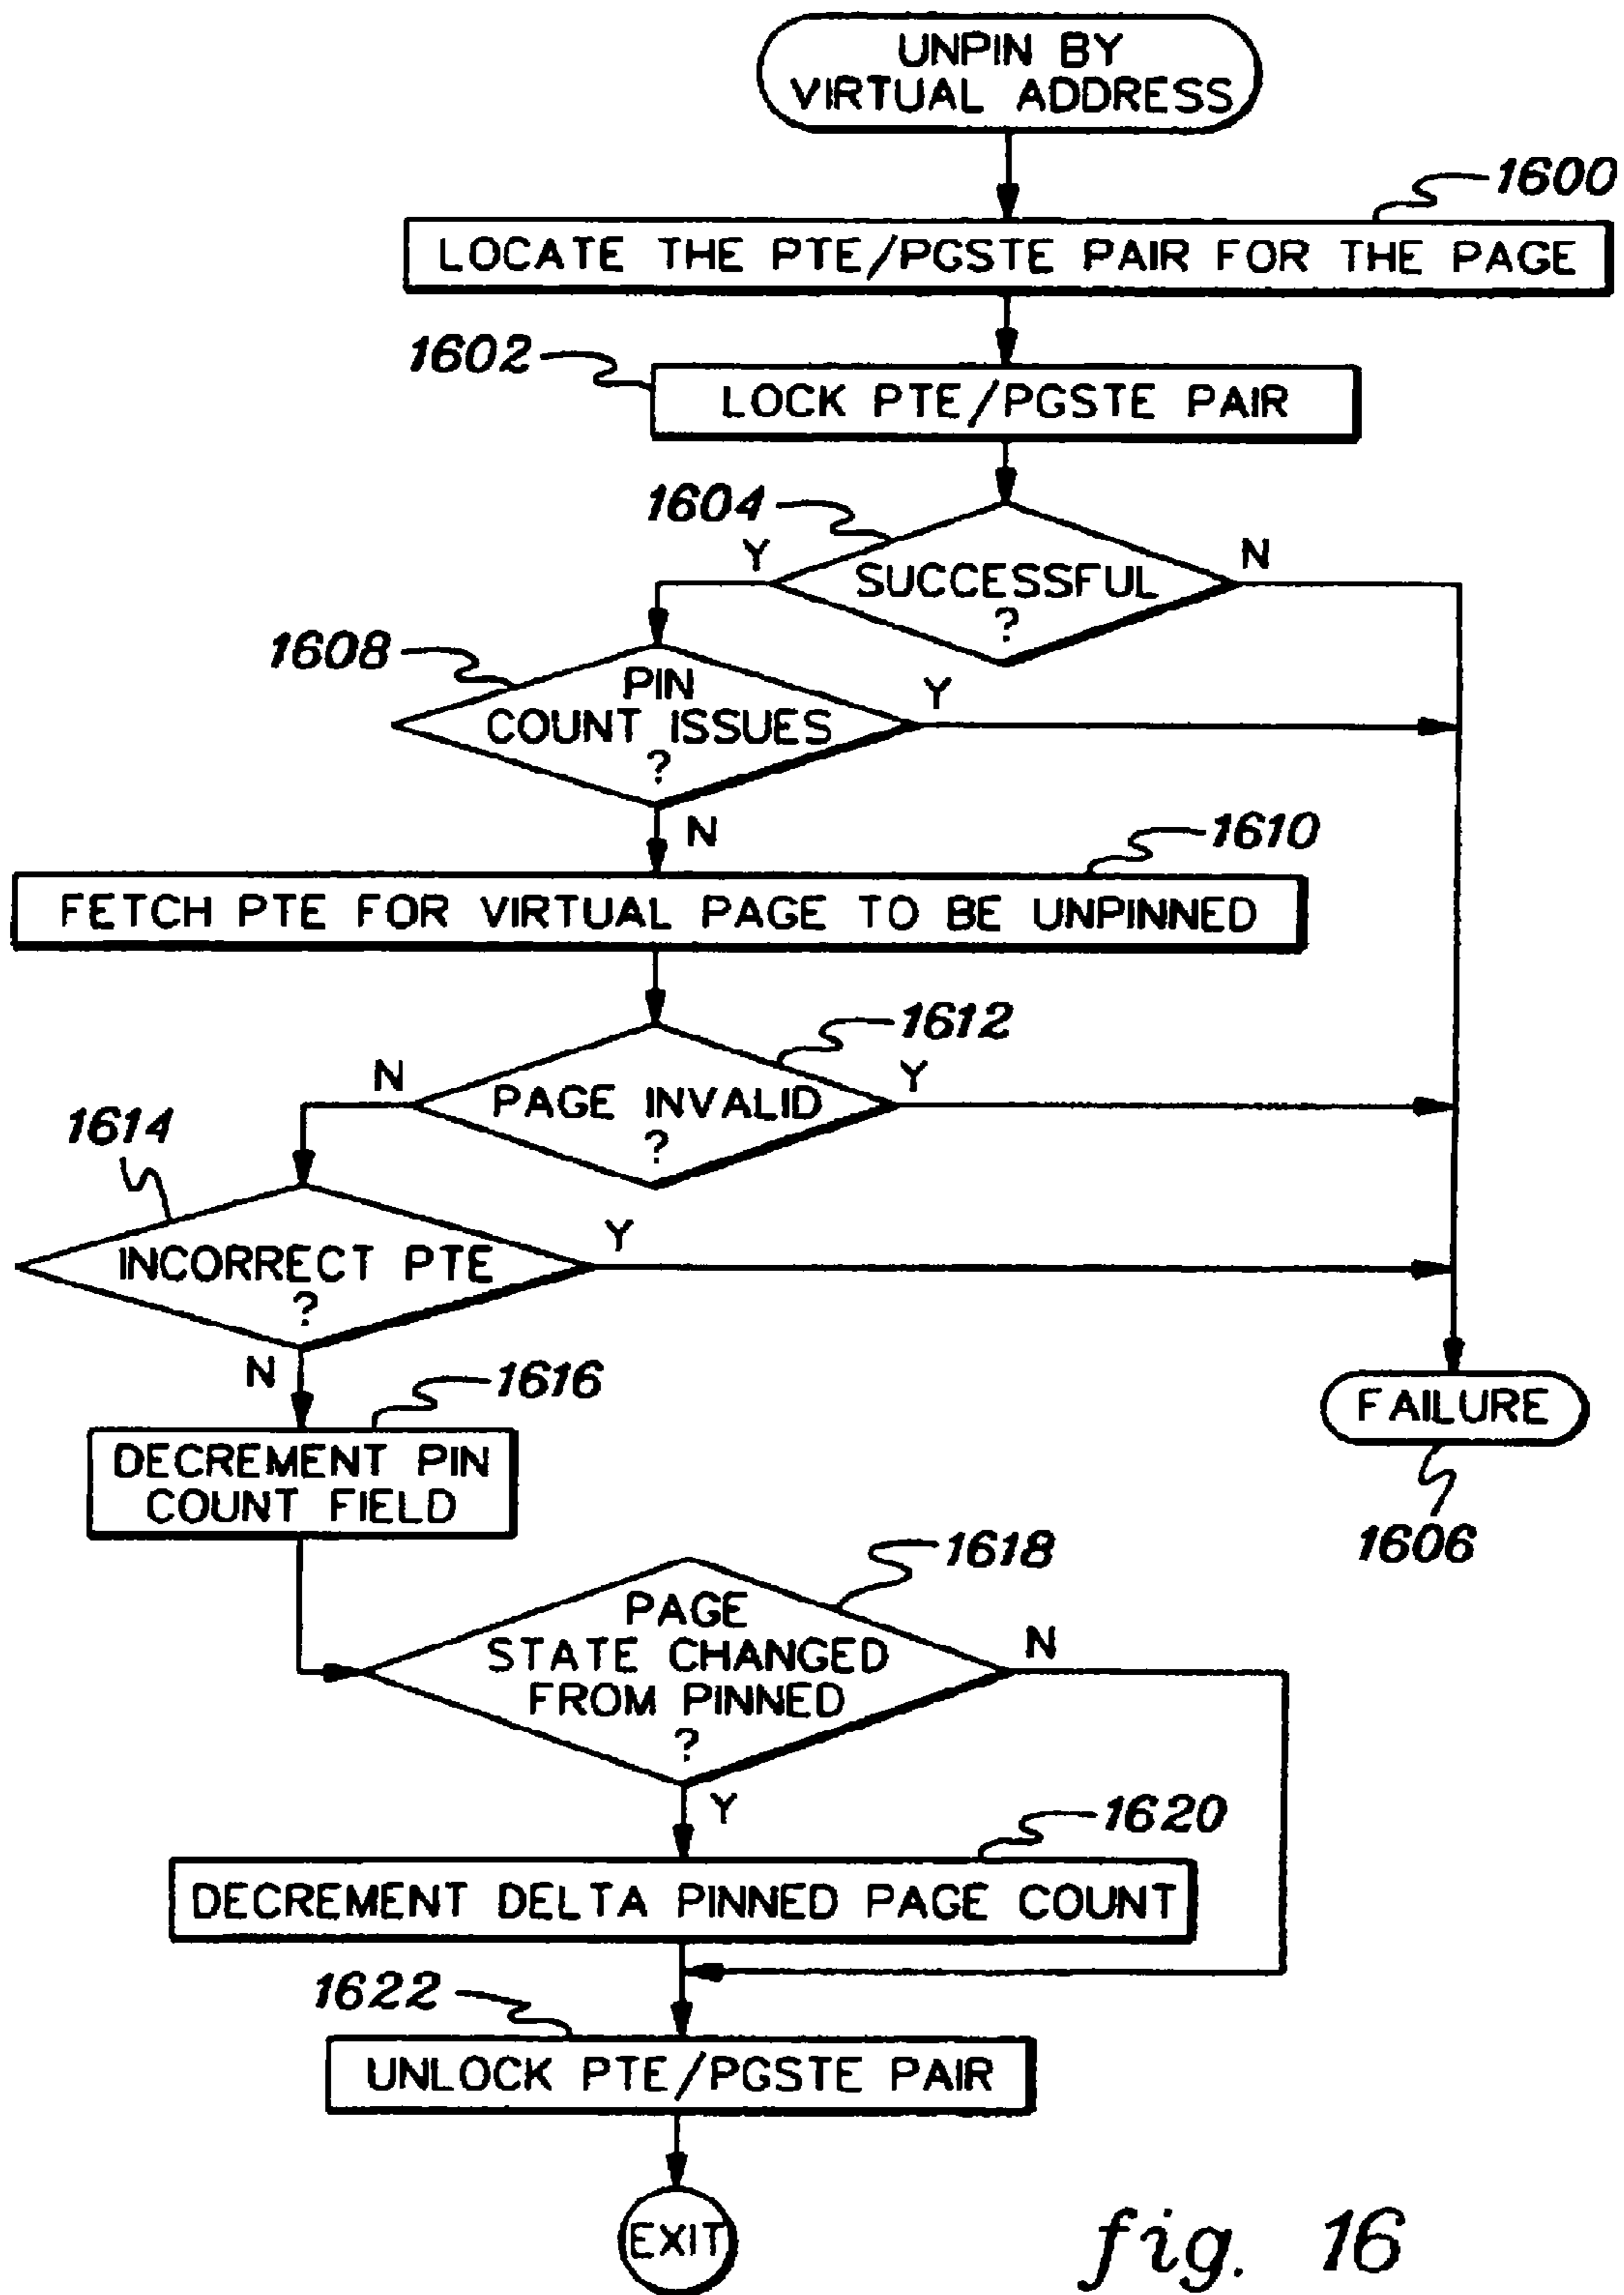 UNPIN BY
VIRTUAL ADDRESS
1600
LOCATE THE PTE/PGSTE PAIR FOR THE PAGE
1602
LOCK PTE/PGSTE PAIR
1604
Y
N
SUCCESSFUL
?
1608
PIN
COUNT ISSUES
?
Y
N
1610
FETCH PTE FOR VIRTUAL PAGE TO BE UNPINNED
1612
N
Y
PAGE INVALID
?
1614
Y
INCORRECT PTE
?
N
1616
DECREMENT PIN
COUNT FIELD
FAILURE
1606
1618
PAGE
STATE CHANGED
FROM PINNED
?
N
Y
1620
DECREMENT DELTA PINNED PAGE COUNT
1622
UNLOCK PTE/PGSTE PAIR
EXIT
fig. 16